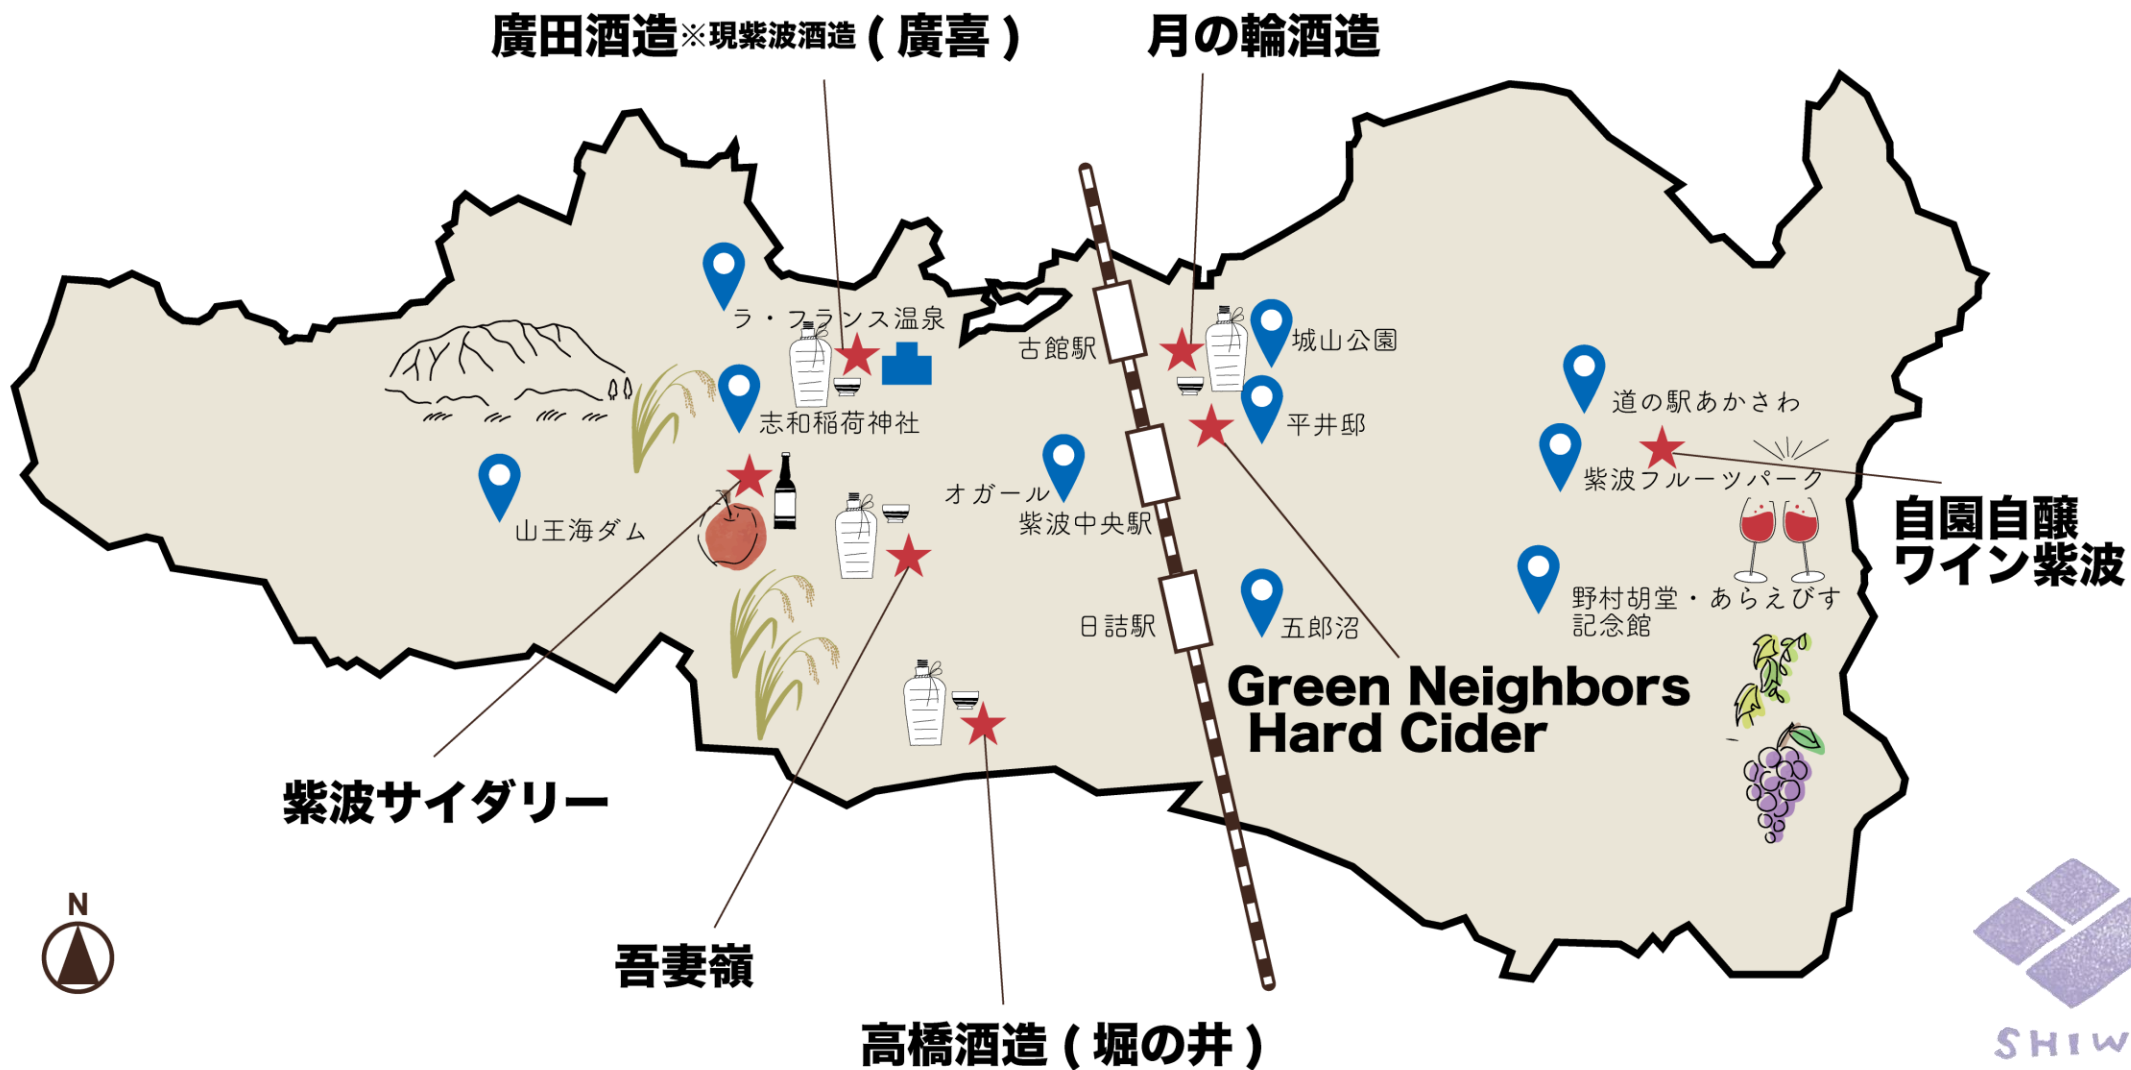 廣田酒造※現紫波酒造(廣喜)
月の輪酒造
ラ・フランス温泉
古館駅
城山公園
道の駅あかさわ
志和稲荷神社
平井邸
紫波フルーツパーク
オガール
紫波中央駅
山王海ダム
自園自醸
ワイン紫波
野村胡堂・あらえびす
記念館
日詰駅
五郎沼
Green Neighbors
Hard Cider
紫波サイダリー
N
吾妻嶺
高橋酒造(堀の井)
SHIW